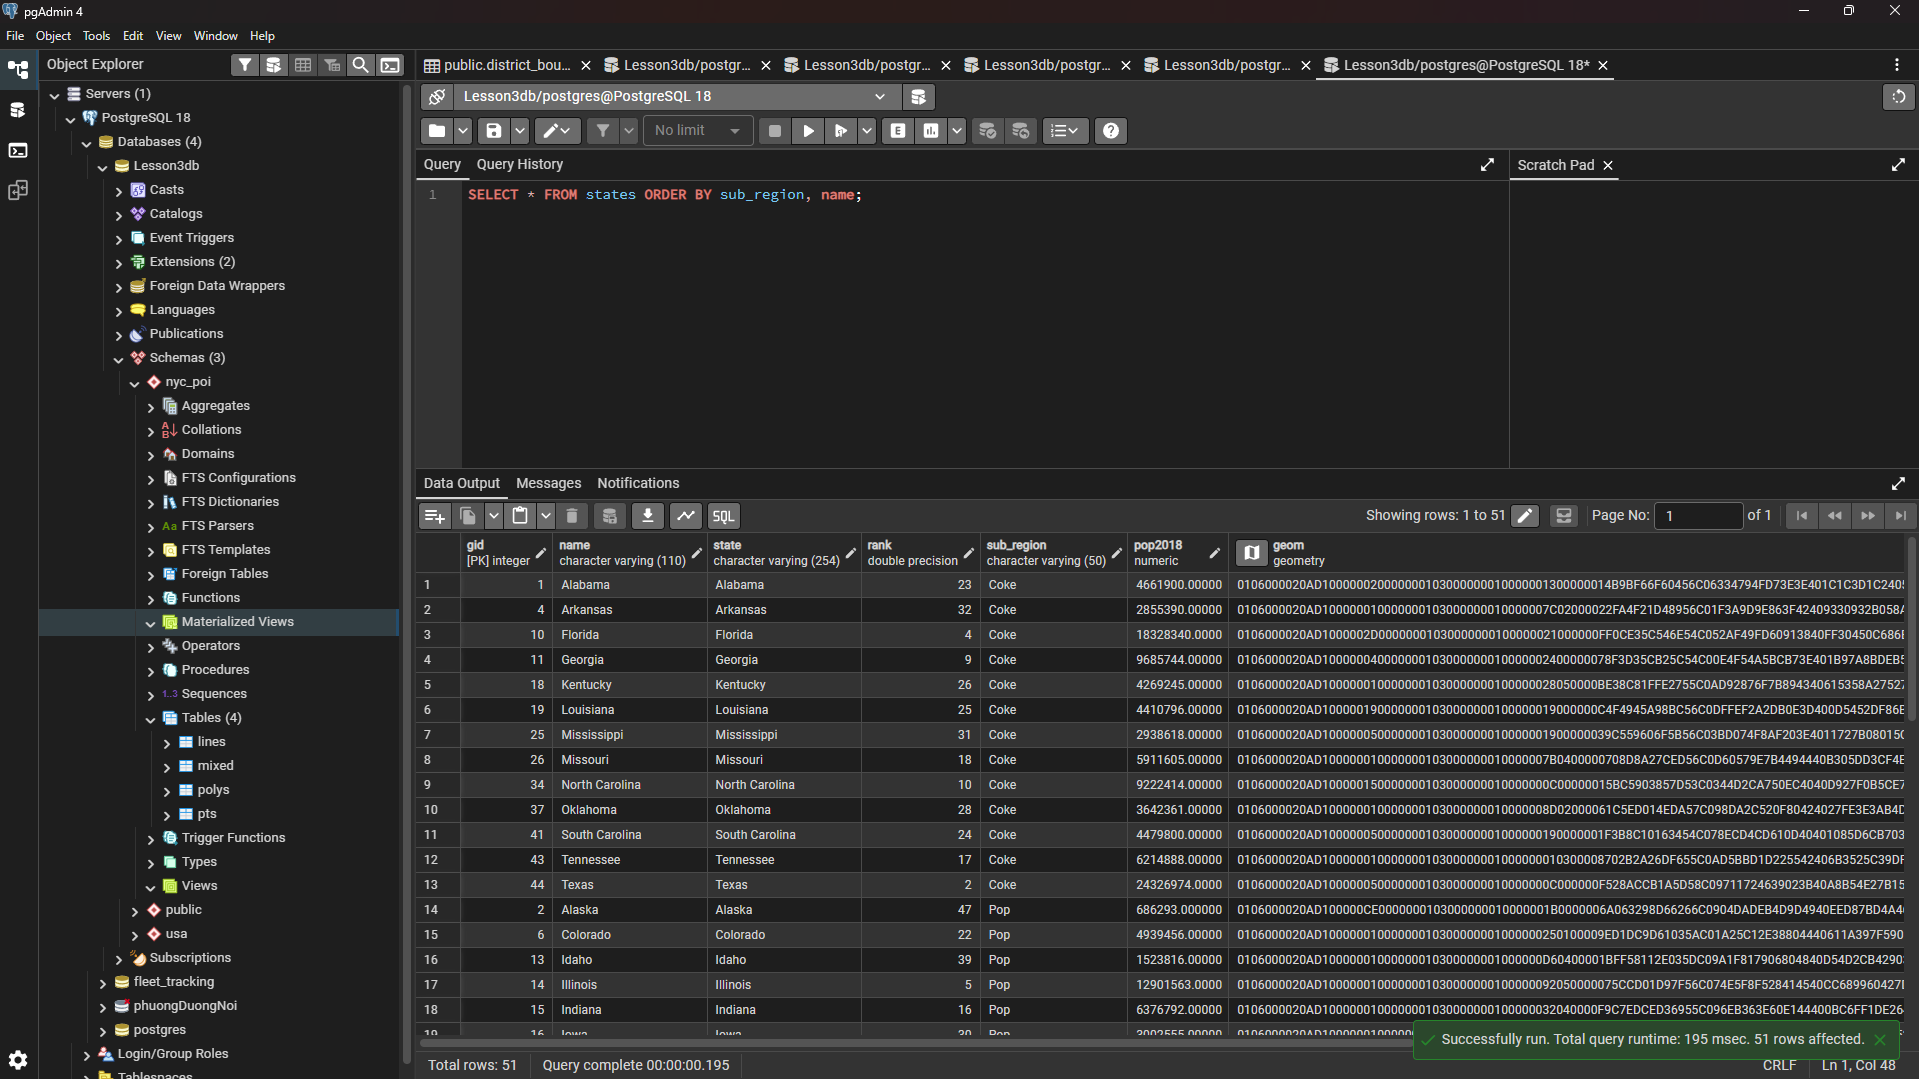 pgAdmin 4
File Object Tools Edit View Window Help
Object Explorer
public.district_bou...
Lesson3db/postgr...
Lesson3db/postgr...
Lesson3db/postgr...
Lesson3db/postgr...
Lesson3db/postgres@PostgreSQL 18*
Servers (1)
PostgreSQL 18
Databases (4)
Lesson3db
Casts
Catalogs
Event Triggers
Extensions (2)
Foreign Data Wrappers
Languages
Publications
Schemas (3)
nyc_poi
Aggregates
Collations
Domains
FTS Configurations
FTS Dictionaries
FTS Parsers
FTS Templates
Foreign Tables
Functions
Materialized Views
Operators
Procedures
1..3 Sequences
Tables (4)
lines
mixed
polys
pts
Trigger Functions
Types
Views
public
usa
Subscriptions
fleet_tracking
phuongDuongNoi
postgres
Login/Group Roles
Tablespaces
Lesson3db/postgres@PostgreSQL 18
No limit
Query Query History
Scratch Pad
1 SELECT * FROM states ORDER BY sub_region, name;
Data Output Messages Notifications
SQL
Showing rows: 1 to 51
Page No: 1 of 1
gid name state rank sub_region pop2018 geom
[PK] integer character varying (110) character varying (254) double precision character varying (50) numeric geometry
1 1 Alabama Alabama 23 Coke 4661900.00000
2 4 Arkansas Arkansas 32 Coke 2855390.00000
3 10 Florida Florida 4 Coke 18328340.0000
4 11 Georgia Georgia 9 Coke 9685744.00000
5 18 Kentucky Kentucky 26 Coke 4269245.00000
6 19 Louisiana Louisiana 25 Coke 4410796.00000
7 25 Mississippi Mississippi 31 Coke 2938618.00000
8 26 Missouri Missouri 18 Coke 5911605.00000
9 34 North Carolina North Carolina 10 Coke 9222414.00000
10 37 Oklahoma Oklahoma 28 Coke 3642361.00000
11 41 South Carolina South Carolina 24 Coke 4479800.00000
12 43 Tennessee Tennessee 17 Coke 6214888.00000
13 44 Texas Texas 2 Coke 24326974.0000
14 2 Alaska Alaska 47 Pop 686293.000000
15 6 Colorado Colorado 22 Pop 4939456.00000
16 13 Idaho Idaho 39 Pop 1523816.00000
17 14 Illinois Illinois 5 Pop 12901563.0000
18 15 Indiana Indiana 16 Pop 6376792.00000
19 16 Iowa Iowa 30 Pop 3002555.00000
Successfully run. Total query runtime: 195 msec. 51 rows affected.
Total rows: 51 Query complete 00:00:00.195
CRLF Ln 1, Col 48